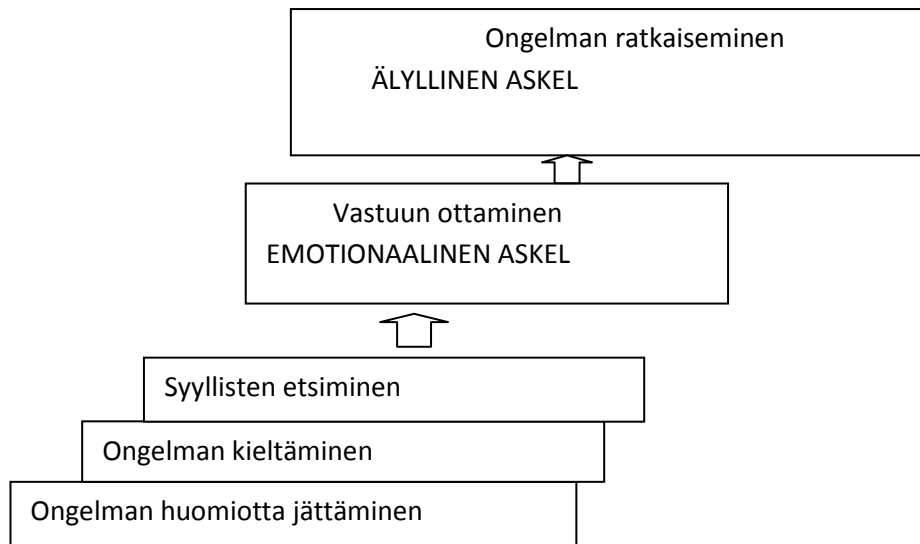 Ongelman ratkaiseminen
ÄLYLLINEN ASKEL
Vastuun ottaminen
EMOTIONAALINEN ASKEL
Syyllisten etsiminen
Ongelman kieltäminen
Ongelman huomiotta jättäminen